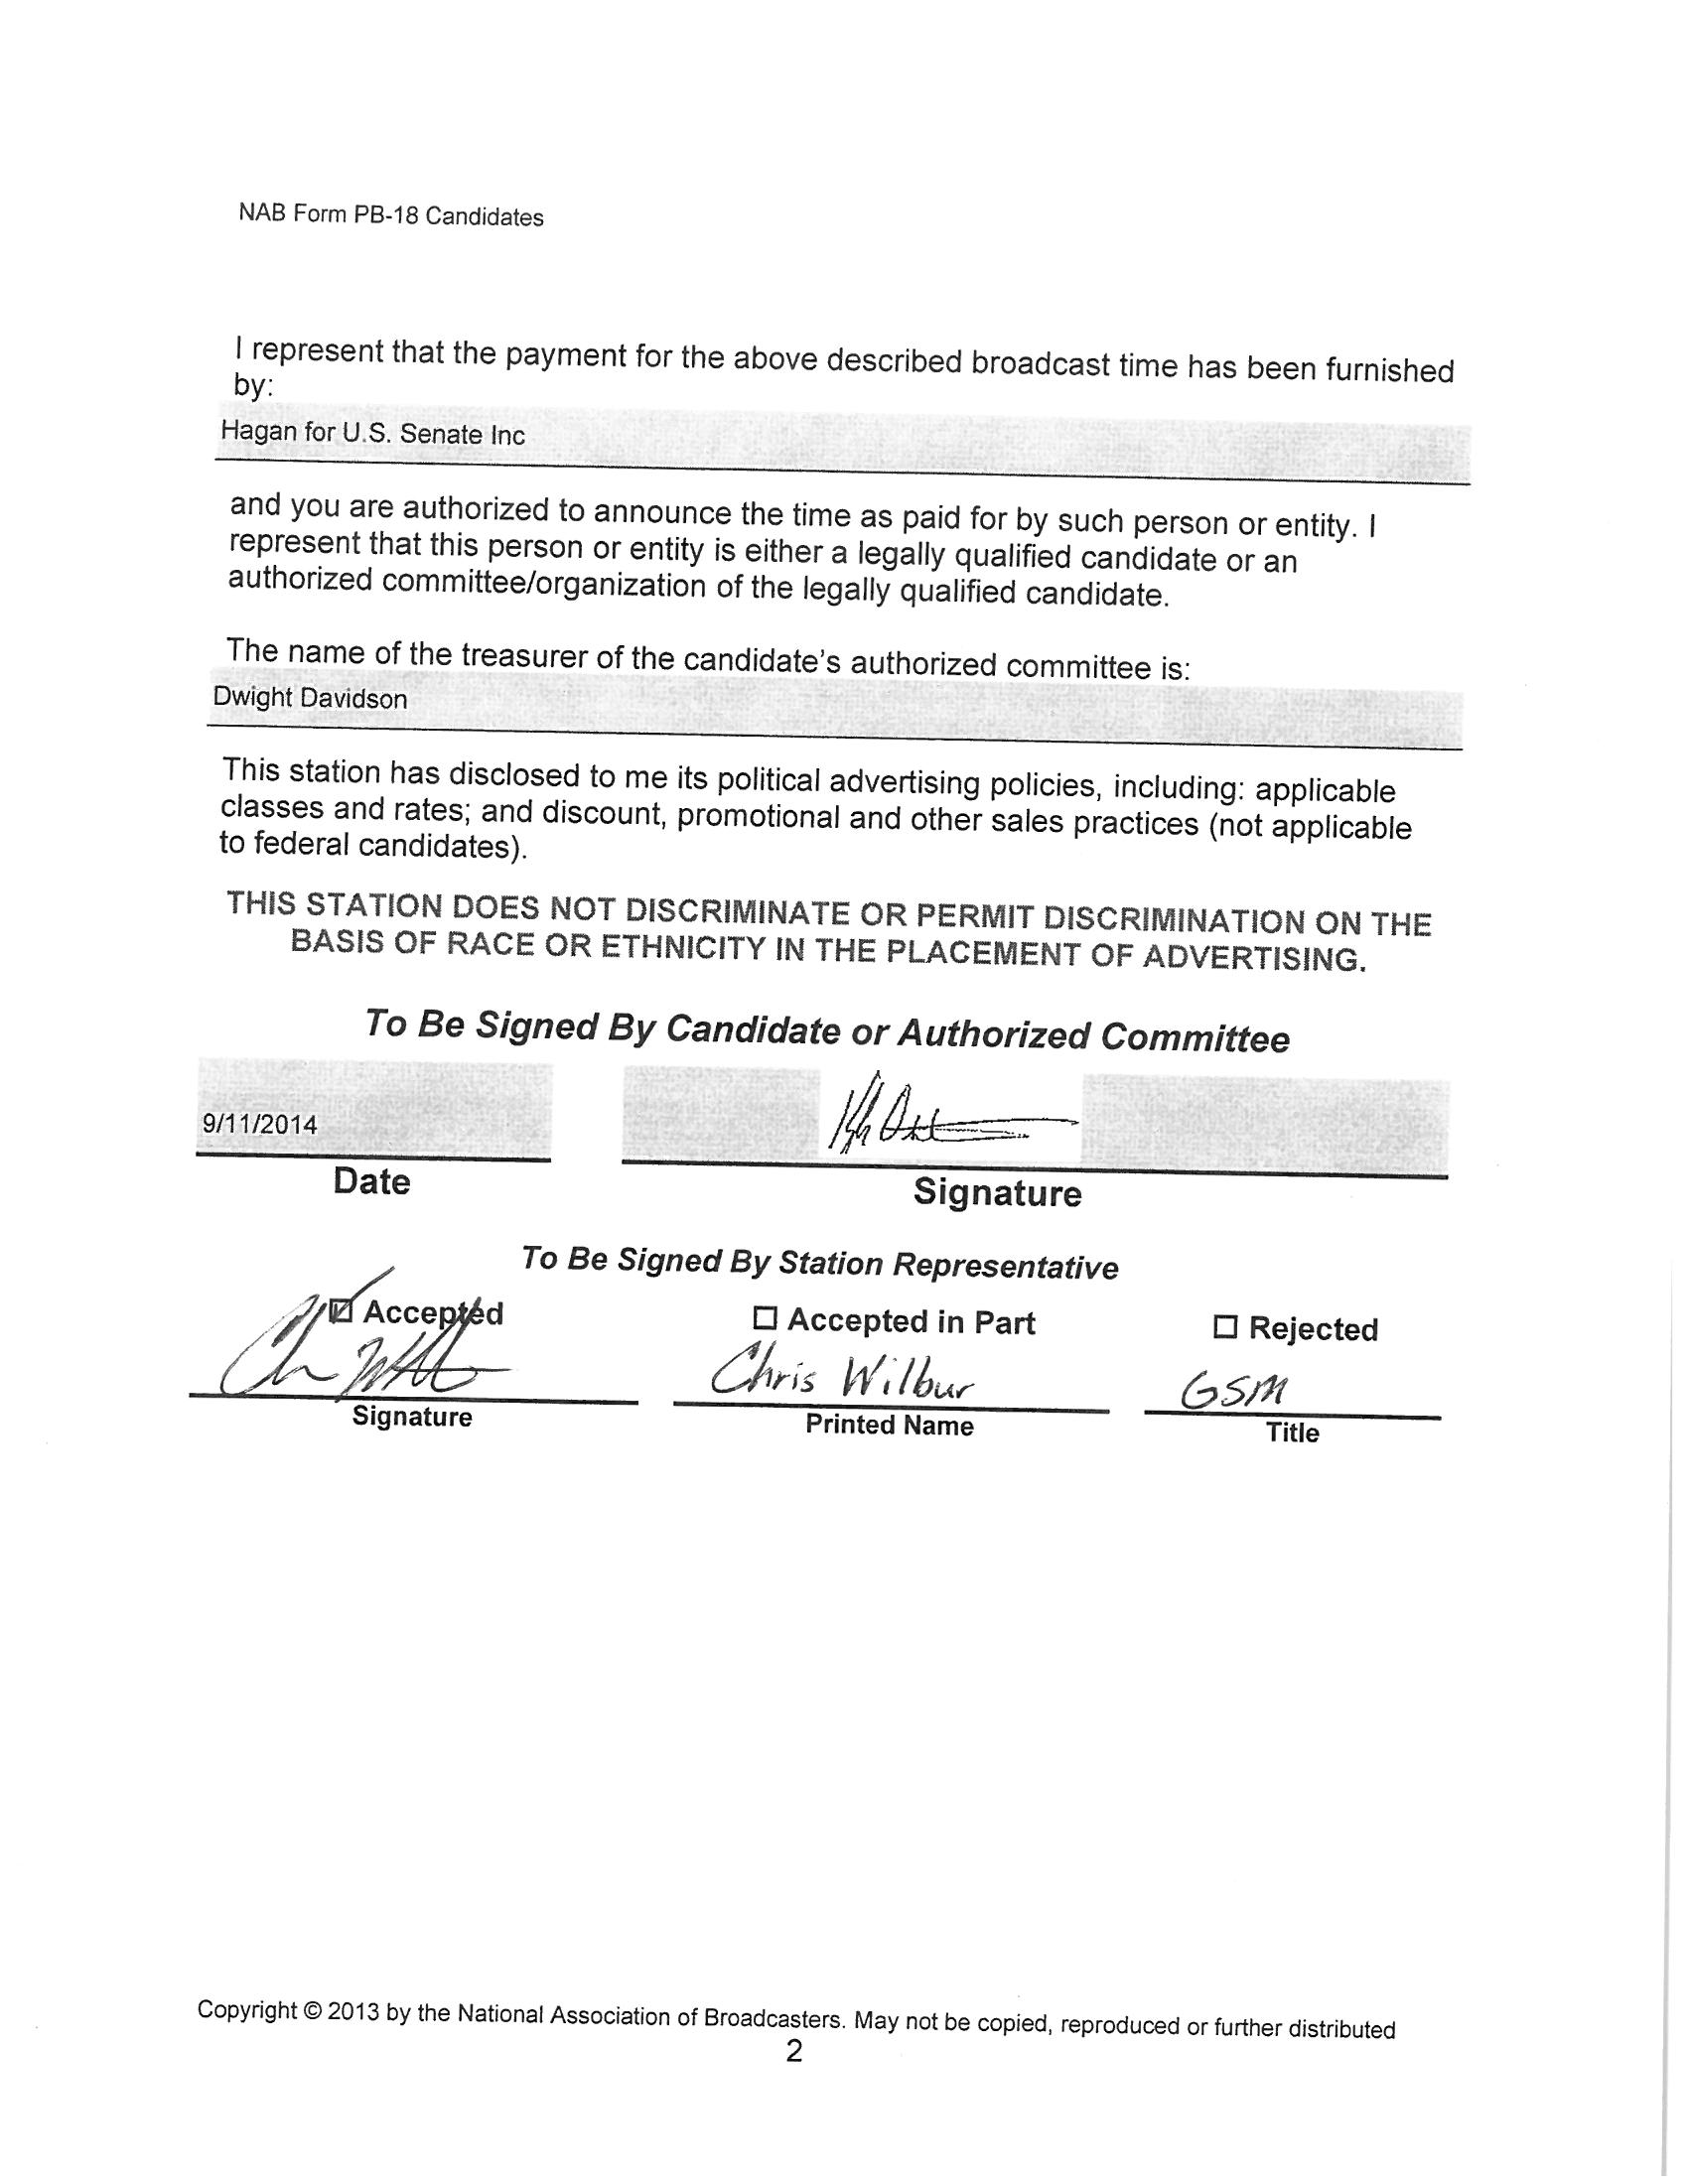 NAB Form PB-18 Candidates
I represent that the payment for the above described broadcast time has been furnished
by:
Hagan for U.S. Senate Inc
and you are authorized to announce the time as paid for by such person or entity. I
represent that this person or entity is either a legally qualified candidate or an
authorized committee/organization of the legally qualified candidate.
The name of the treasurer of the candidate's authorized committee is:
Dwight Davidson
This station has disclosed to me its political advertising policies, including: applicable
classes and rates; and discount, promotional and other sales practices (not applicable
to federal candidates).
THIS STATION DOES NOT DISCRIMINATE OR PERMIT DISCRIMINATION ON THE
BASIS OF RACE OR ETHNICITY IN THE PLACEMENT OF ADVERTISING.
To Be Signed By Candidate or Authorized Committee
9/11/2014
Date Signature
To Be Signed By Station Representative
☑ Accepted ☐ Accepted in Part ☐ Rejected
Chris Wilbur GSM
Signature Printed Name Title
Copyright © 2013 by the National Association of Broadcasters. May not be copied, reproduced or further distributed
2